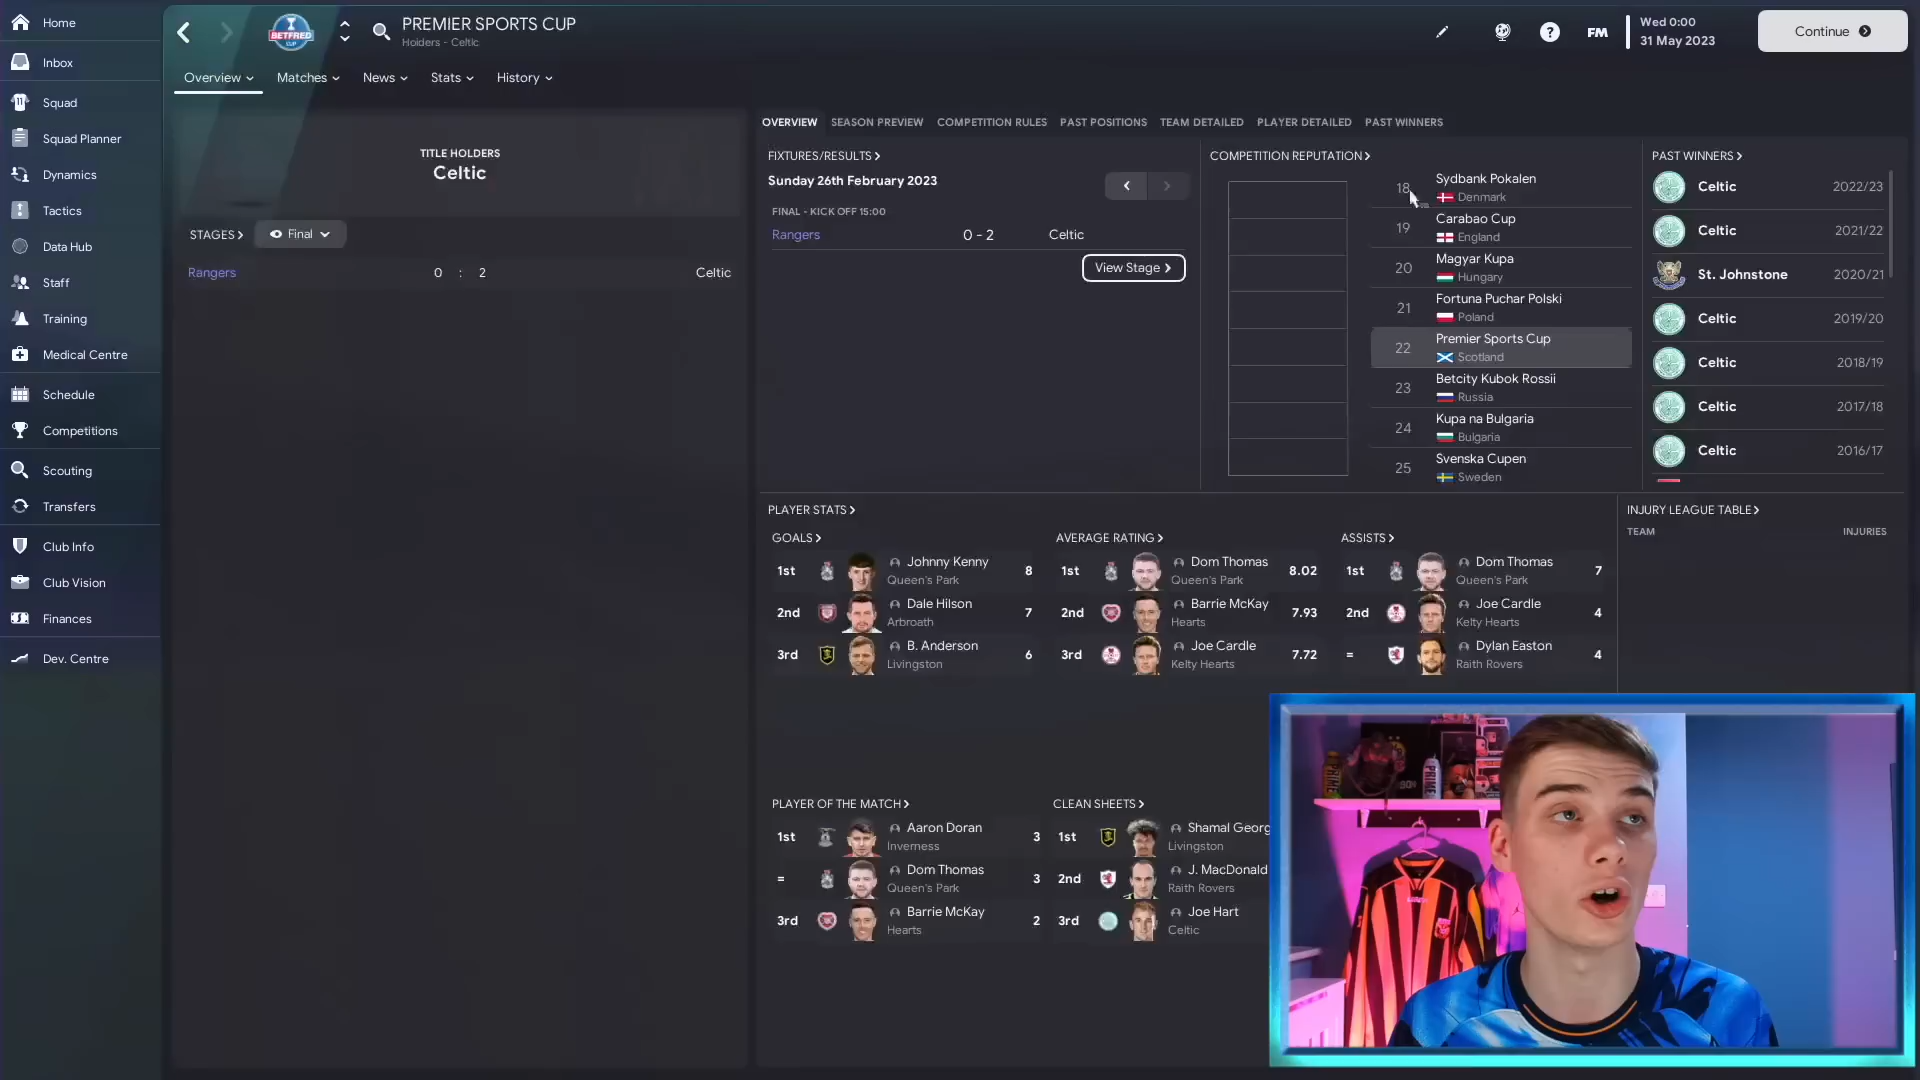 Home
Inbox
Squad
Squad Planner
Dynamics
Tactics
Data Hub
Staff
Training
Medical Centre
Schedule
Competitions
Scouting
Transfers
Club Info
Club Vision
Finances
Dev. Centre
BETFRED
CUP
PREMIER SPORTS CUP
Holders - Celtic
?
FM
Wed 0:00
31 May 2023
Continue
Overview
Matches
News
Stats
History
TITLE HOLDERS
Celtic
STAGES
Final
Rangers 0 : 2 Celtic
OVERVIEW
SEASON PREVIEW
COMPETITION RULES
PAST POSITIONS
TEAM DETAILED
PLAYER DETAILED
PAST WINNERS
FIXTURES/RESULTS
Sunday 26th February 2023
FINAL - KICK OFF 15:00
Rangers 0 - 2 Celtic
View Stage
COMPETITION REPUTATION
18 Sydbank Pokalen
Denmark
19 Carabao Cup
England
20 Magyar Kupa
Hungary
21 Fortuna Puchar Polski
Poland
22 Premier Sports Cup
Scotland
23 Betcity Kubok Rossii
Russia
24 Kupa na Bulgaria
Bulgaria
25 Svenska Cupen
Sweden
PAST WINNERS
Celtic 2022/23
Celtic 2021/22
St. Johnstone 2020/21
Celtic 2019/20
Celtic 2018/19
Celtic 2017/18
Celtic 2016/17
PLAYER STATS
GOALS
1st Johnny Kenny 8
Queen's Park
2nd Dale Hilson 7
Arbroath
3rd B. Anderson 6
Livingston
AVERAGE RATING
1st Dom Thomas 8.02
Queen's Park
2nd Barrie McKay 7.93
Hearts
3rd Joe Cardle 7.72
Kelty Hearts
ASSISTS
1st Dom Thomas 7
Queen's Park
2nd Joe Cardle 4
Kelty Hearts
= Dylan Easton 4
Raith Rovers
INJURY LEAGUE TABLE
TEAM INJURIES
PLAYER OF THE MATCH
1st Aaron Doran 3
Inverness
= Dom Thomas 3
Queen's Park
3rd Barrie McKay 2
Hearts
CLEAN SHEETS
1st Shamal Georg
Livingston
2nd J. MacDonald
Raith Rovers
3rd Joe Hart
Celtic
PRIME
PRIME